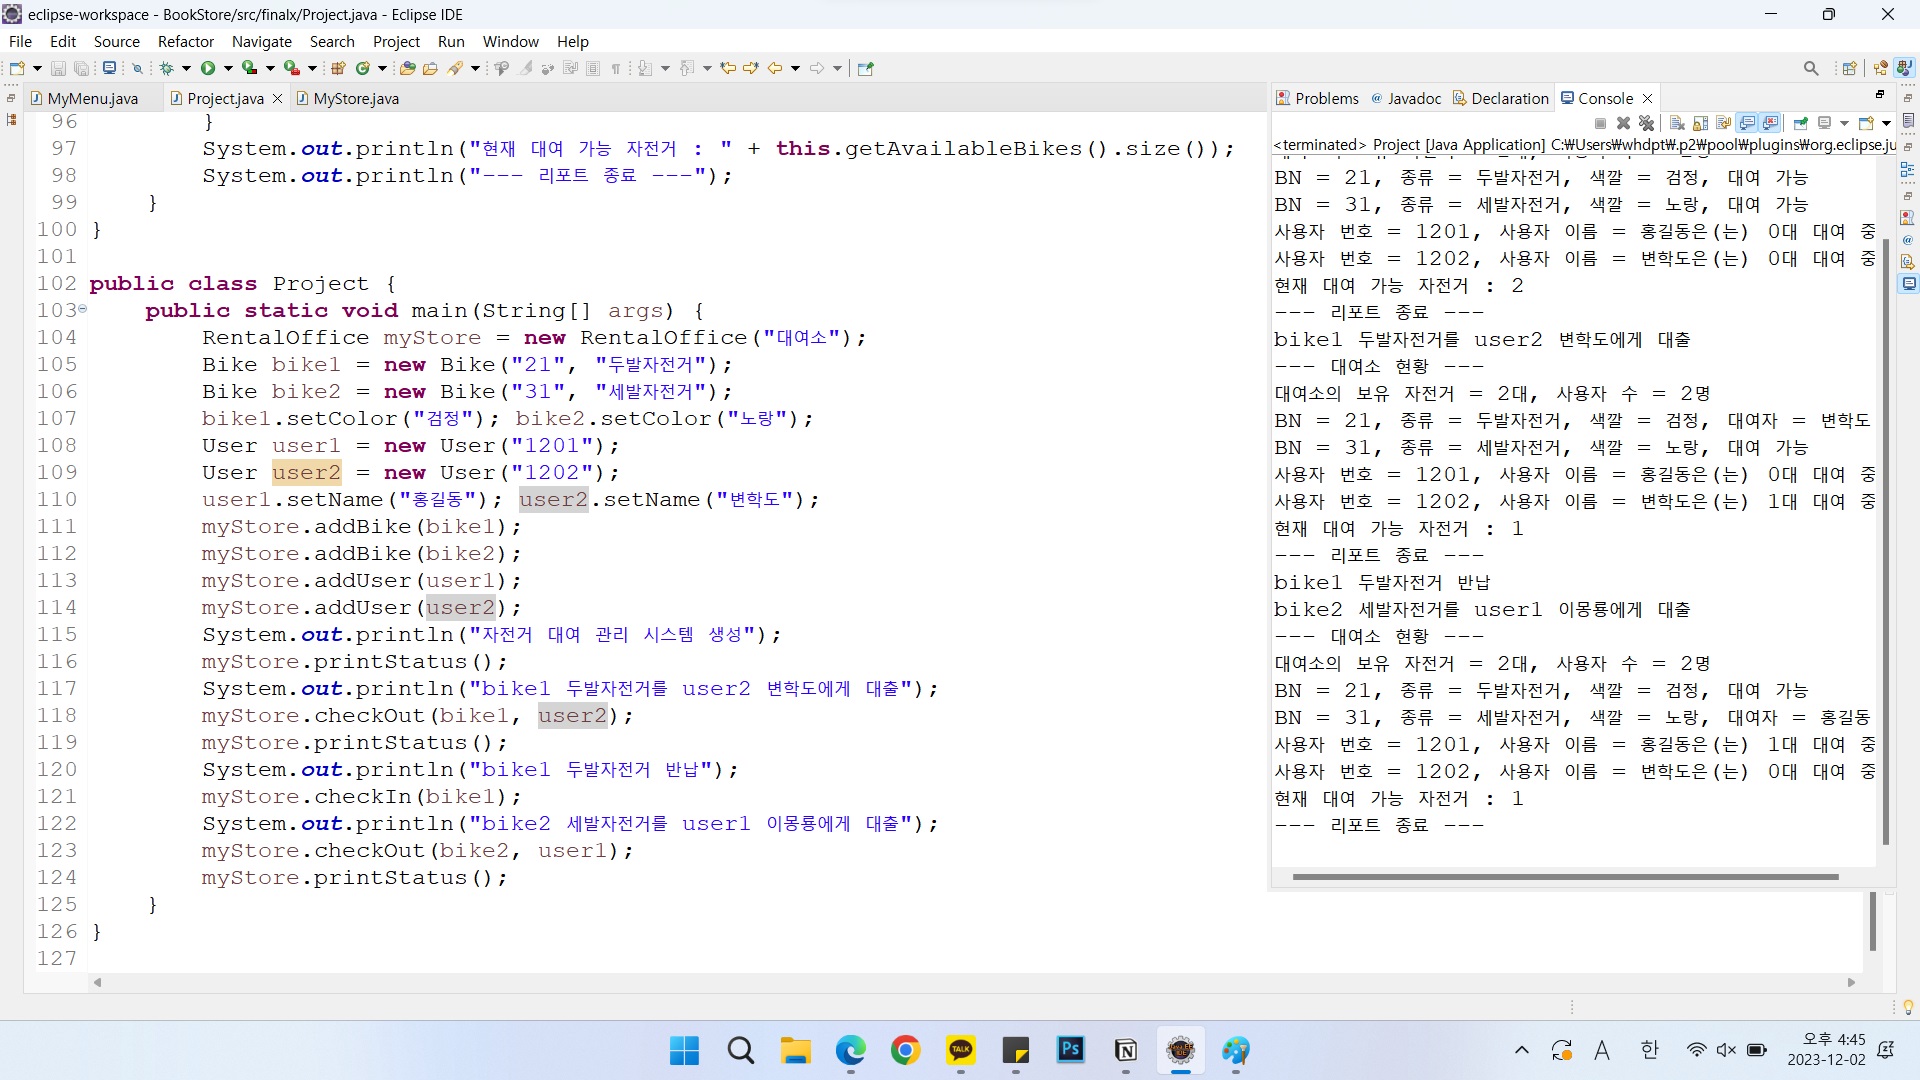 eclipse-workspace - BookStore/src/finalx/Project.java - Eclipse IDE
File Edit Source Refactor Navigate Search Project Run Window Help
MyMenu.java Project.java MyStore.java
96 }
97 System.out.println("현재 대여 가능 자전거 : " + this.getAvailableBikes().size());
98 System.out.println("--- 리포트 종료 ---");
99 }
100 }
101
102 public class Project {
103 public static void main(String[] args) {
104 RentalOffice myStore = new RentalOffice("대여소");
105 Bike bike1 = new Bike("21", "두발자전거");
106 Bike bike2 = new Bike("31", "세발자전거");
107 bike1.setColor("검정"); bike2.setColor("노랑");
108 User user1 = new User("1201");
109 User user2 = new User("1202");
110 user1.setName("홍길동"); user2.setName("변학도");
111 myStore.addBike(bike1);
112 myStore.addBike(bike2);
113 myStore.addUser(user1);
114 myStore.addUser(user2);
115 System.out.println("자전거 대여 관리 시스템 생성");
116 myStore.printStatus();
117 System.out.println("bike1 두발자전거를 user2 변학도에게 대출");
118 myStore.checkOut(bike1, user2);
119 myStore.printStatus();
120 System.out.println("bike1 두발자전거 반납");
121 myStore.checkIn(bike1);
122 System.out.println("bike2 세발자전거를 user1 이몽룡에게 대출");
123 myStore.checkOut(bike2, user1);
124 myStore.printStatus();
125 }
126 }
127
Problems @ Javadoc Declaration Console
<terminated> Project [Java Application] C:₩Users₩whdpt₩.p2₩pool₩plugins₩org.eclipse.ju
BN = 21, 종류 = 두발자전거, 색깔 = 검정, 대여 가능
BN = 31, 종류 = 세발자전거, 색깔 = 노랑, 대여 가능
사용자 번호 = 1201, 사용자 이름 = 홍길동은(는) 0대 대여 중
사용자 번호 = 1202, 사용자 이름 = 변학도은(는) 0대 대여 중
현재 대여 가능 자전거 : 2
--- 리포트 종료 ---
bike1 두발자전거를 user2 변학도에게 대출
--- 대여소 현황 ---
대여소의 보유 자전거 = 2대, 사용자 수 = 2명
BN = 21, 종류 = 두발자전거, 색깔 = 검정, 대여자 = 변학도
BN = 31, 종류 = 세발자전거, 색깔 = 노랑, 대여 가능
사용자 번호 = 1201, 사용자 이름 = 홍길동은(는) 0대 대여 중
사용자 번호 = 1202, 사용자 이름 = 변학도은(는) 1대 대여 중
현재 대여 가능 자전거 : 1
--- 리포트 종료 ---
bike1 두발자전거 반납
bike2 세발자전거를 user1 이몽룡에게 대출
--- 대여소 현황 ---
대여소의 보유 자전거 = 2대, 사용자 수 = 2명
BN = 21, 종류 = 두발자전거, 색깔 = 검정, 대여 가능
BN = 31, 종류 = 세발자전거, 색깔 = 노랑, 대여자 = 홍길동
사용자 번호 = 1201, 사용자 이름 = 홍길동은(는) 1대 대여 중
사용자 번호 = 1202, 사용자 이름 = 변학도은(는) 0대 대여 중
현재 대여 가능 자전거 : 1
--- 리포트 종료 ---
TALK
Ps
A 한
오후 4:45
2023-12-02